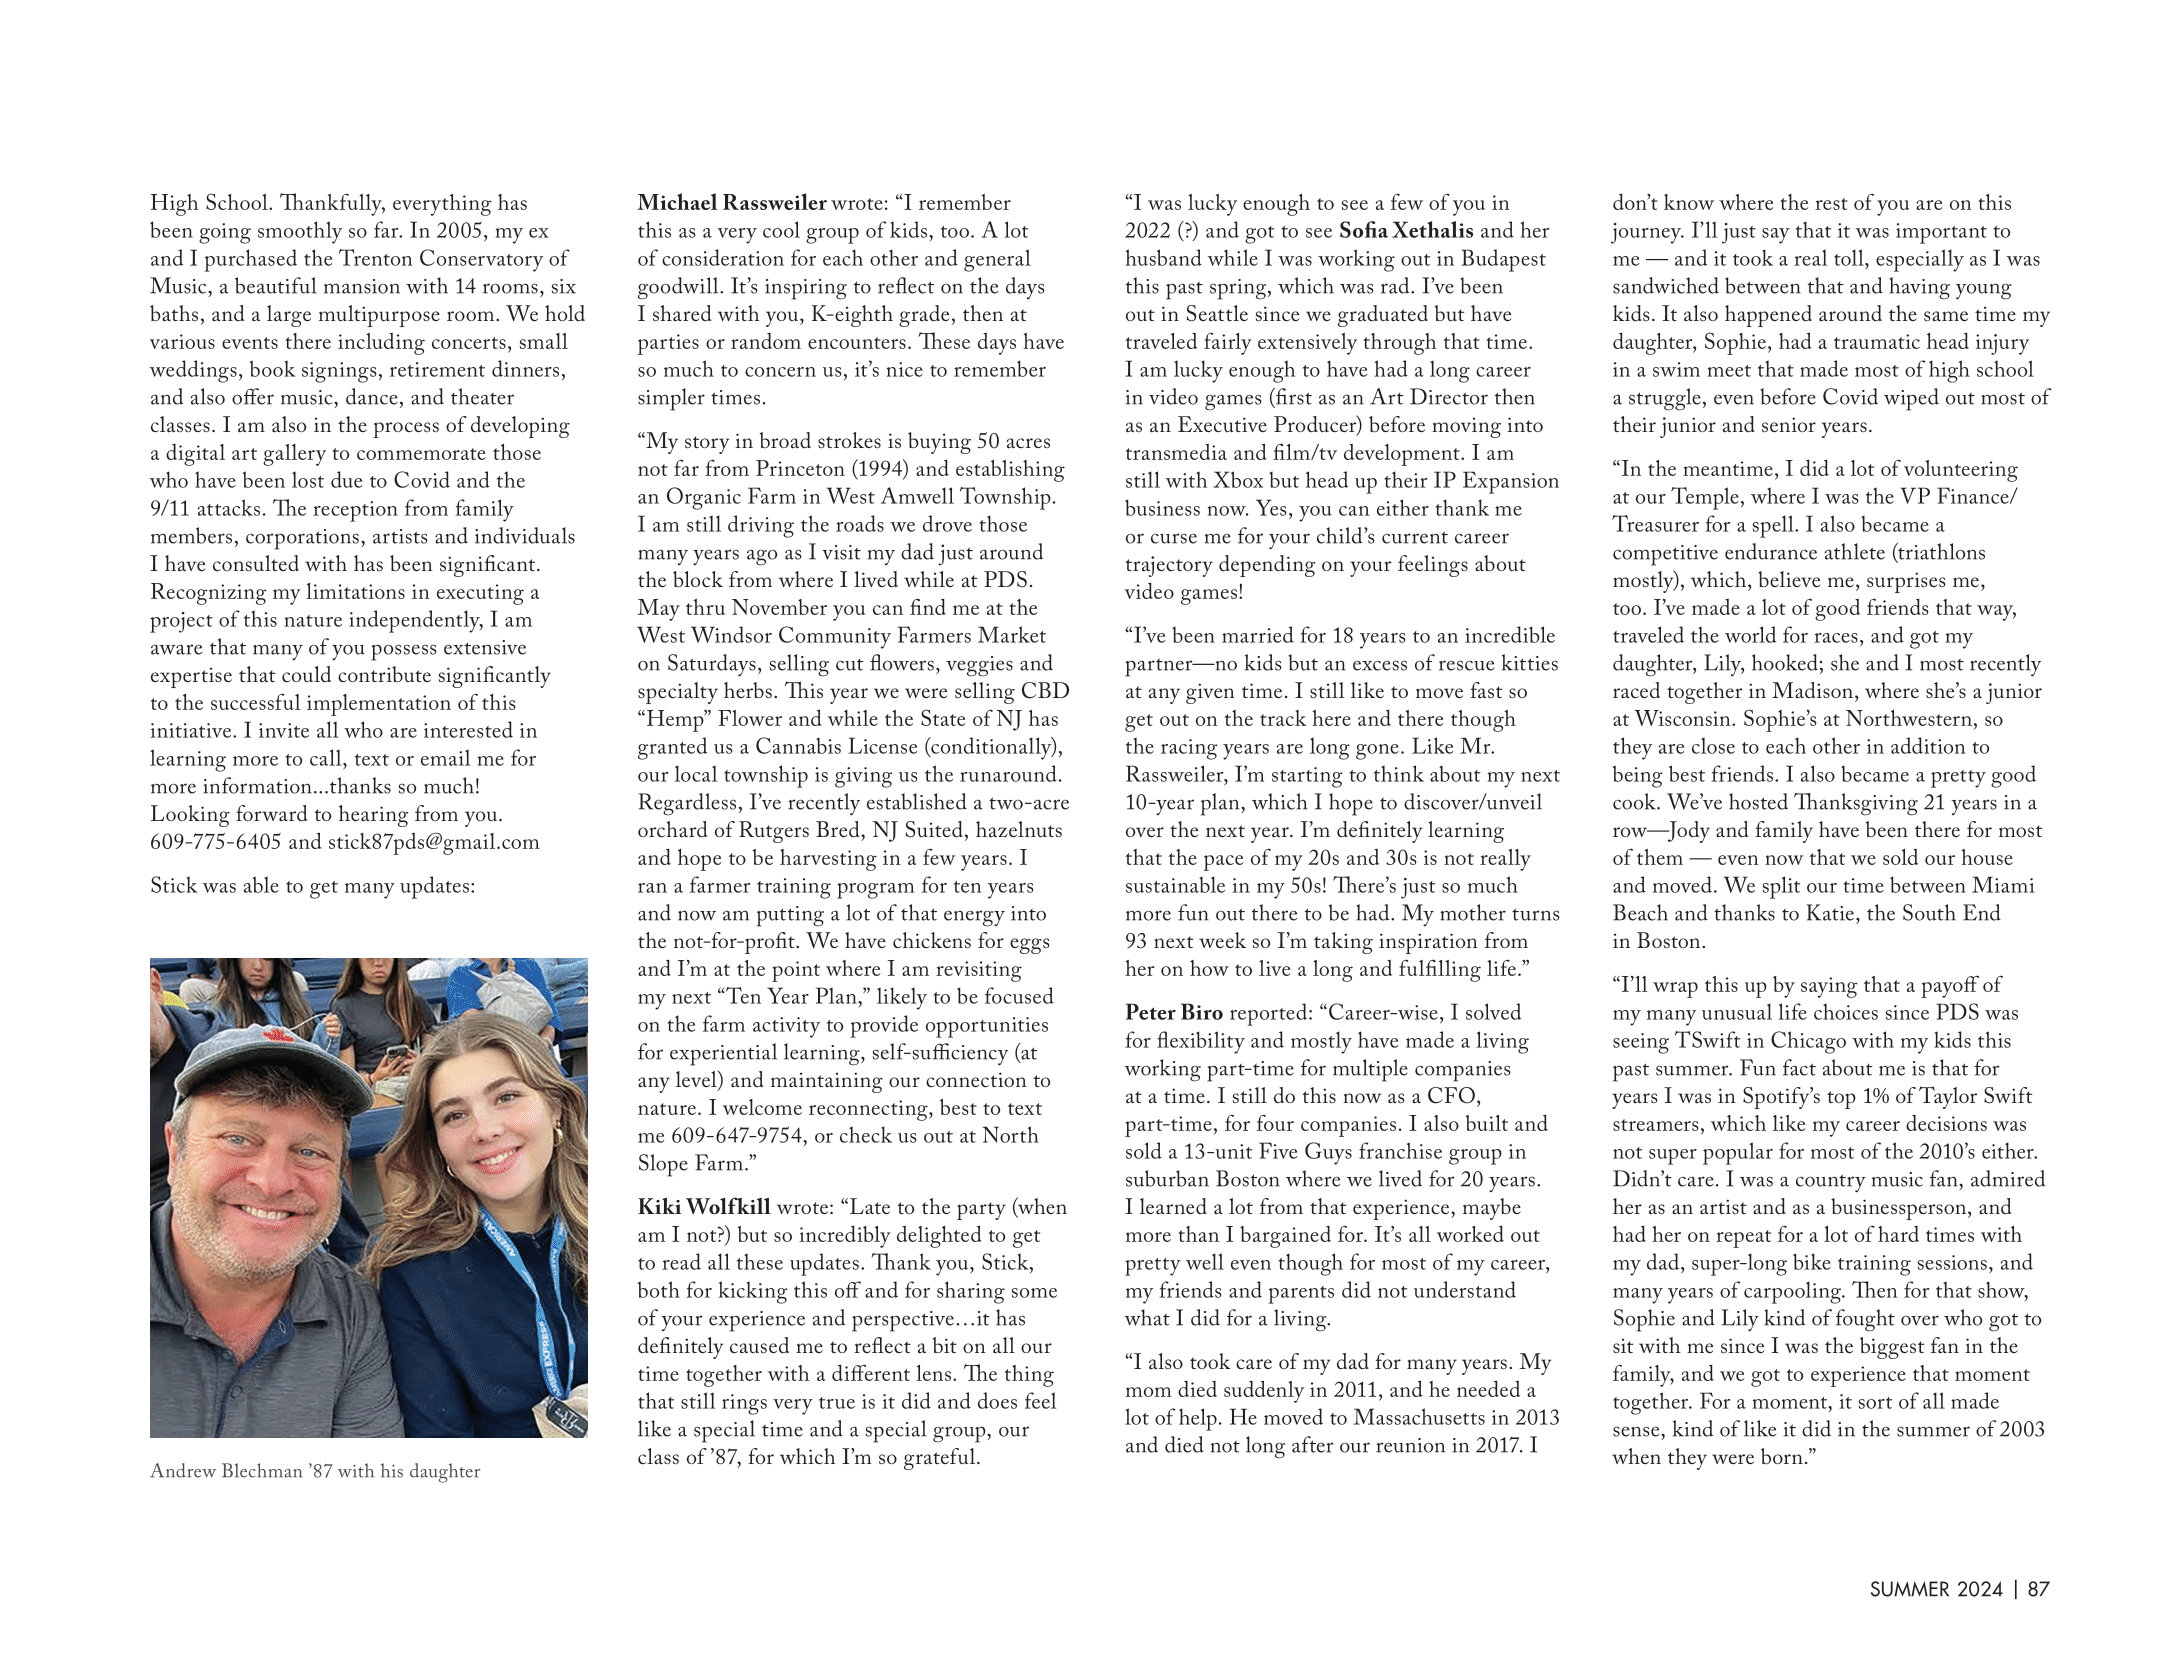 High School. Thankfully, everything has
been going smoothly so far. In 2005, my ex
and I purchased the Trenton Conservatory of
Music, a beautiful mansion with 14 rooms, six
baths, and a large multipurpose room. We hold
various events there including concerts, small
weddings, book signings, retirement dinners,
and also offer music, dance, and theater
classes. I am also in the process of developing
a digital art gallery to commemorate those
who have been lost due to Covid and the
9/11 attacks. The reception from family
members, corporations, artists and individuals
I have consulted with has been significant.
Recognizing my limitations in executing a
project of this nature independently, I am
aware that many of you possess extensive
expertise that could contribute significantly
to the successful implementation of this
initiative. I invite all who are interested in
learning more to call, text or email me for
more information...thanks so much!
Looking forward to hearing from you.
609-775-6405 and stick87pds@gmail.com
Stick was able to get many updates:
AMERICAN
AMERICAN EXPRESS
Andrew Blechman ’87 with his daughter
Michael Rassweiler wrote: “I remember
this as a very cool group of kids, too. A lot
of consideration for each other and general
goodwill. It’s inspiring to reflect on the days
I shared with you, K-eighth grade, then at
parties or random encounters. These days have
so much to concern us, it’s nice to remember
simpler times.
“My story in broad strokes is buying 50 acres
not far from Princeton (1994) and establishing
an Organic Farm in West Amwell Township.
I am still driving the roads we drove those
many years ago as I visit my dad just around
the block from where I lived while at PDS.
May thru November you can find me at the
West Windsor Community Farmers Market
on Saturdays, selling cut flowers, veggies and
specialty herbs. This year we were selling CBD
“Hemp” Flower and while the State of NJ has
granted us a Cannabis License (conditionally),
our local township is giving us the runaround.
Regardless, I’ve recently established a two-acre
orchard of Rutgers Bred, NJ Suited, hazelnuts
and hope to be harvesting in a few years. I
ran a farmer training program for ten years
and now am putting a lot of that energy into
the not-for-profit. We have chickens for eggs
and I’m at the point where I am revisiting
my next “Ten Year Plan,” likely to be focused
on the farm activity to provide opportunities
for experiential learning, self-sufficiency (at
any level) and maintaining our connection to
nature. I welcome reconnecting, best to text
me 609-647-9754, or check us out at North
Slope Farm.”
Kiki Wolfkill wrote: “Late to the party (when
am I not?) but so incredibly delighted to get
to read all these updates. Thank you, Stick,
both for kicking this off and for sharing some
of your experience and perspective…it has
definitely caused me to reflect a bit on all our
time together with a different lens. The thing
that still rings very true is it did and does feel
like a special time and a special group, our
class of ’87, for which I’m so grateful.
“I was lucky enough to see a few of you in
2022 (?) and got to see Sofia Xethalis and her
husband while I was working out in Budapest
this past spring, which was rad. I’ve been
out in Seattle since we graduated but have
traveled fairly extensively through that time.
I am lucky enough to have had a long career
in video games (first as an Art Director then
as an Executive Producer) before moving into
transmedia and film/tv development. I am
still with Xbox but head up their IP Expansion
business now. Yes, you can either thank me
or curse me for your child’s current career
trajectory depending on your feelings about
video games!
“I’ve been married for 18 years to an incredible
partner—no kids but an excess of rescue kitties
at any given time. I still like to move fast so
get out on the track here and there though
the racing years are long gone. Like Mr.
Rassweiler, I’m starting to think about my next
10-year plan, which I hope to discover/unveil
over the next year. I’m definitely learning
that the pace of my 20s and 30s is not really
sustainable in my 50s! There’s just so much
more fun out there to be had. My mother turns
93 next week so I’m taking inspiration from
her on how to live a long and fulfilling life.”
Peter Biro reported: “Career-wise, I solved
for flexibility and mostly have made a living
working part-time for multiple companies
at a time. I still do this now as a CFO,
part-time, for four companies. I also built and
sold a 13-unit Five Guys franchise group in
suburban Boston where we lived for 20 years.
I learned a lot from that experience, maybe
more than I bargained for. It’s all worked out
pretty well even though for most of my career,
my friends and parents did not understand
what I did for a living.
“I also took care of my dad for many years. My
mom died suddenly in 2011, and he needed a
lot of help. He moved to Massachusetts in 2013
and died not long after our reunion in 2017. I
don’t know where the rest of you are on this
journey. I’ll just say that it was important to
me — and it took a real toll, especially as I was
sandwiched between that and having young
kids. It also happened around the same time my
daughter, Sophie, had a traumatic head injury
in a swim meet that made most of high school
a struggle, even before Covid wiped out most of
their junior and senior years.
“In the meantime, I did a lot of volunteering
at our Temple, where I was the VP Finance/
Treasurer for a spell. I also became a
competitive endurance athlete (triathlons
mostly), which, believe me, surprises me,
too. I’ve made a lot of good friends that way,
traveled the world for races, and got my
daughter, Lily, hooked; she and I most recently
raced together in Madison, where she’s a junior
at Wisconsin. Sophie’s at Northwestern, so
they are close to each other in addition to
being best friends. I also became a pretty good
cook. We’ve hosted Thanksgiving 21 years in a
row—Jody and family have been there for most
of them — even now that we sold our house
and moved. We split our time between Miami
Beach and thanks to Katie, the South End
in Boston.
“I’ll wrap this up by saying that a payoff of
my many unusual life choices since PDS was
seeing TSwift in Chicago with my kids this
past summer. Fun fact about me is that for
years I was in Spotify’s top 1% of Taylor Swift
streamers, which like my career decisions was
not super popular for most of the 2010’s either.
Didn’t care. I was a country music fan, admired
her as an artist and as a businessperson, and
had her on repeat for a lot of hard times with
my dad, super-long bike training sessions, and
many years of carpooling. Then for that show,
Sophie and Lily kind of fought over who got to
sit with me since I was the biggest fan in the
family, and we got to experience that moment
together. For a moment, it sort of all made
sense, kind of like it did in the summer of 2003
when they were born.”
SUMMER 2024 | 87